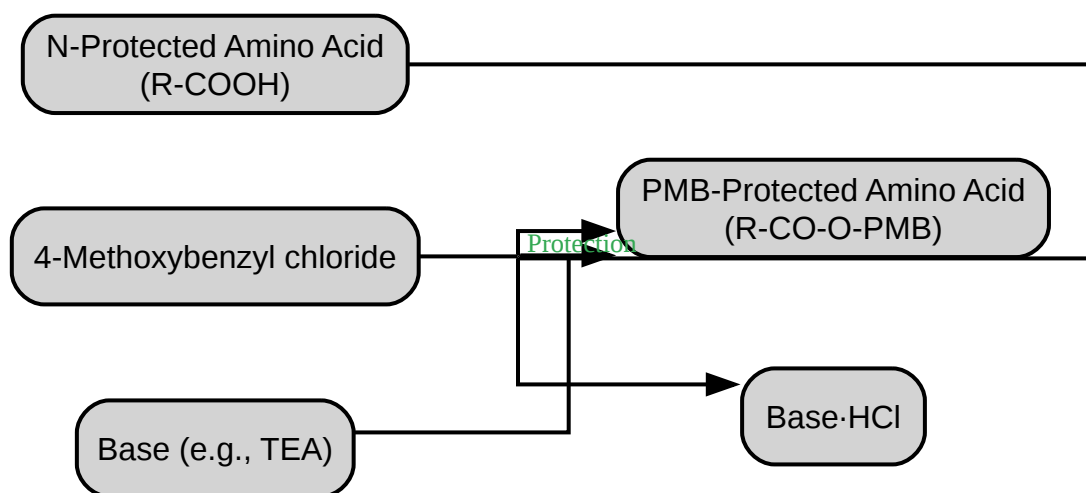 N-Protected Amino Acid
(R-COOH)
PMB-Protected Amino Acid
(R-CO-O-PMB)
Protection
4-Methoxybenzyl chloride
Base·HCl
Base (e.g., TEA)